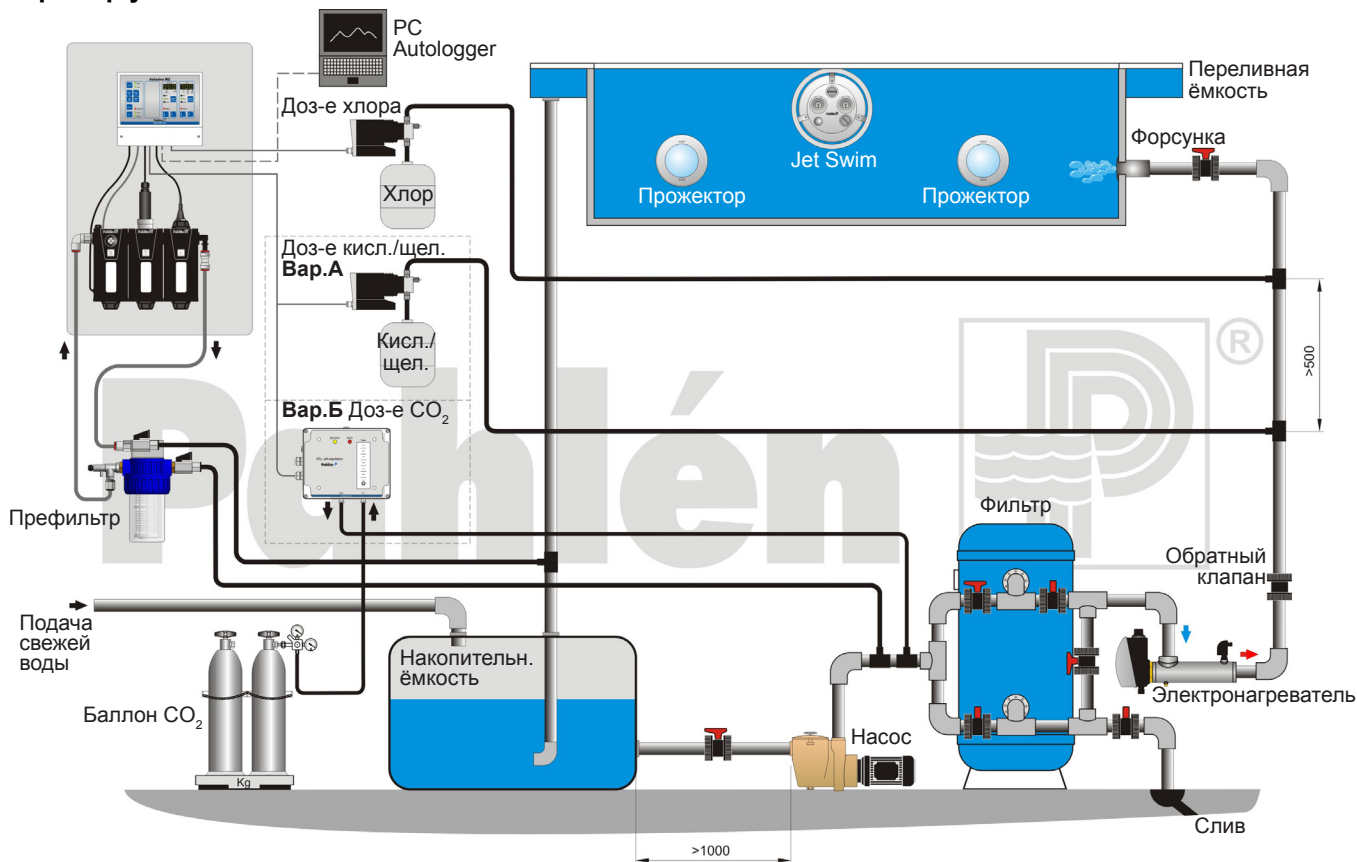 PC
Autologger
Доз-е хлора
Хлор
Доз-е кисл./щел.
Вар.А
Кисл./
щел.
Вар.Б Доз-е CO2
Pahlén
Префильтр
Подача
свежей
воды
Баллон CO2
Kg
Накопительн.
ёмкость
>1000
Насос
Фильтр
Слив
Электронагреватель
Обратный
клапан
>500
Форсунка
Переливная
ёмкость
Jet Swim
Прожектор
Прожектор
Pahlén
®